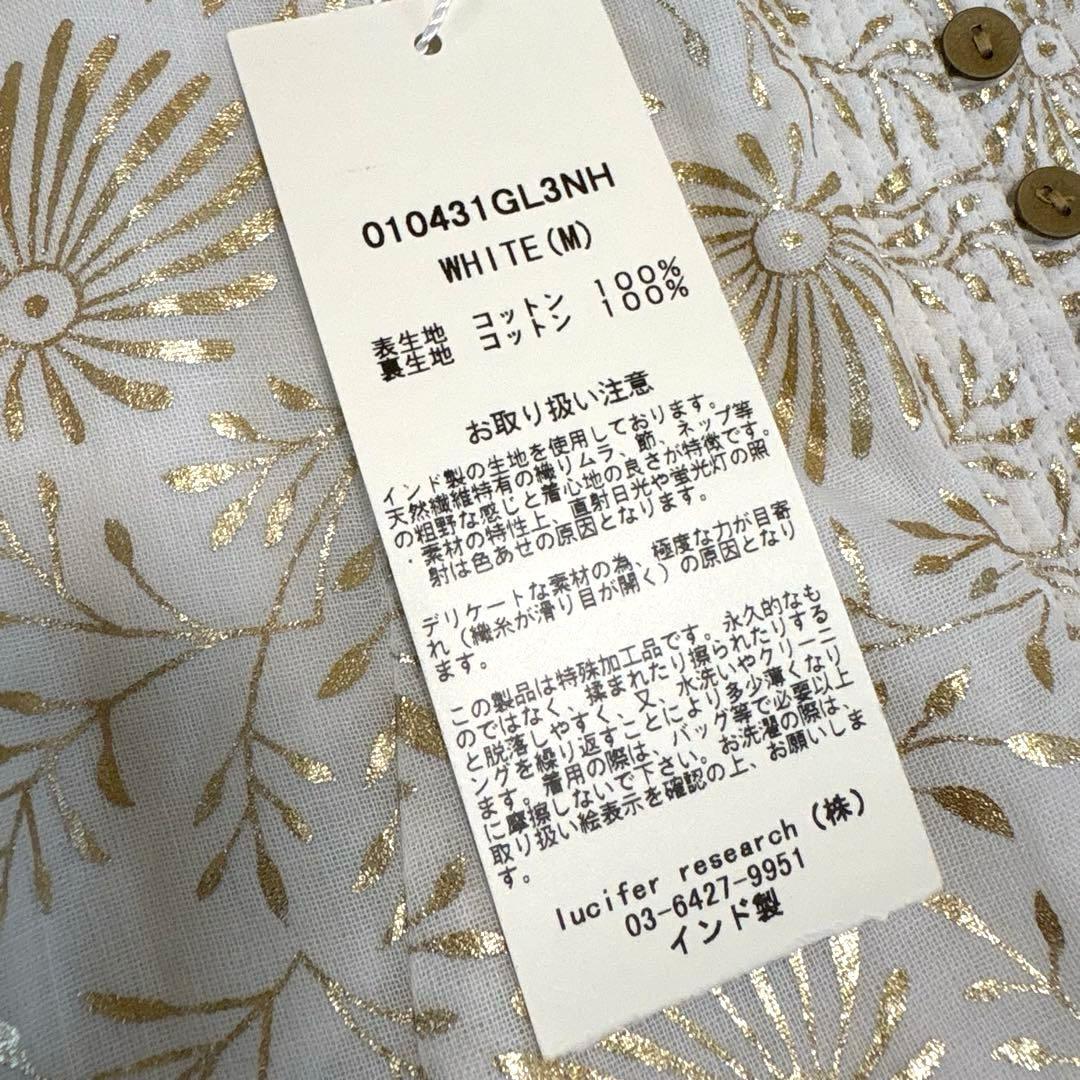 010431GL3NH
WHITE(M)
表生地 コットン 100%
裏生地 コットン 100%
お取り扱い注意
インド製の生地を使用しております。
天然繊維特有の織りムラ、節、ネップ等
の粗野な感じと着心地の良さが特徴です。
・素材の特性上、直射日光や蛍光灯の照
射は色あせの原因となります。
デリケートな素材の為、極度な力が目寄
れ（織糸が滑り目が開く）の原因となり
ます。
この製品は特殊加工品です。永久的なも
のではなく、揉まれたり擦られたりする
と脱落しやすく、又、水洗いやクリーニ
ングを繰り返すことにより多少薄くなり
ます。着用の際は、バッグ等で必要以上
に摩擦しないで下さい。お洗濯の際は、
取り扱い絵表示を確認の上、お願いしま
す。
lucifer research（株）
03-6427-9951
インド製